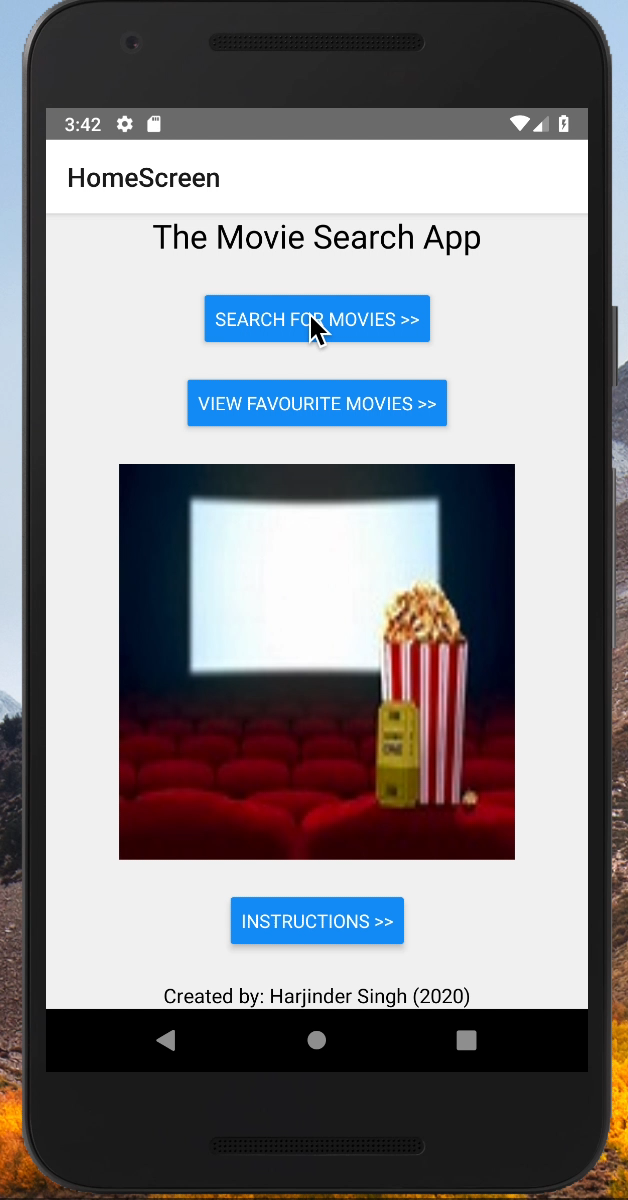 3:42
HomeScreen
The Movie Search App
SEARCH FOR MOVIES >>
VIEW FAVOURITE MOVIES >>
ONE
INSTRUCTIONS >>
Created by: Harjinder Singh (2020)